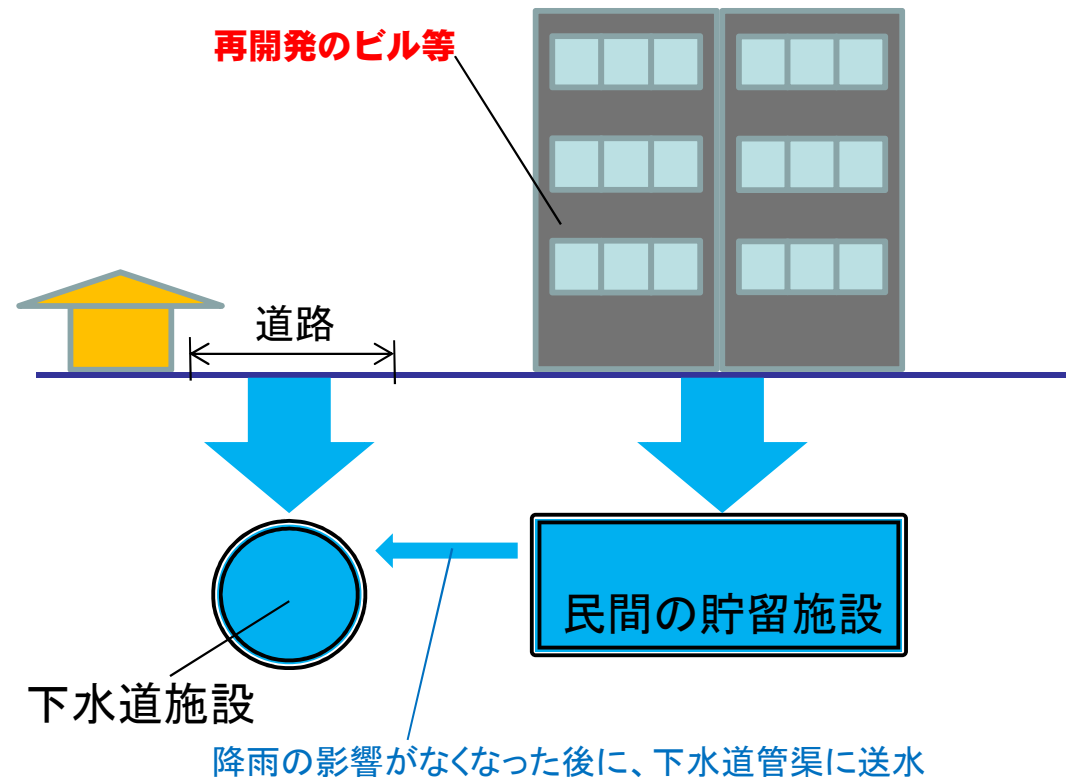 再開発のビル等
道路
民間の貯留施設
下水道施設
降雨の影響がなくなった後に、下水道管渠に送水